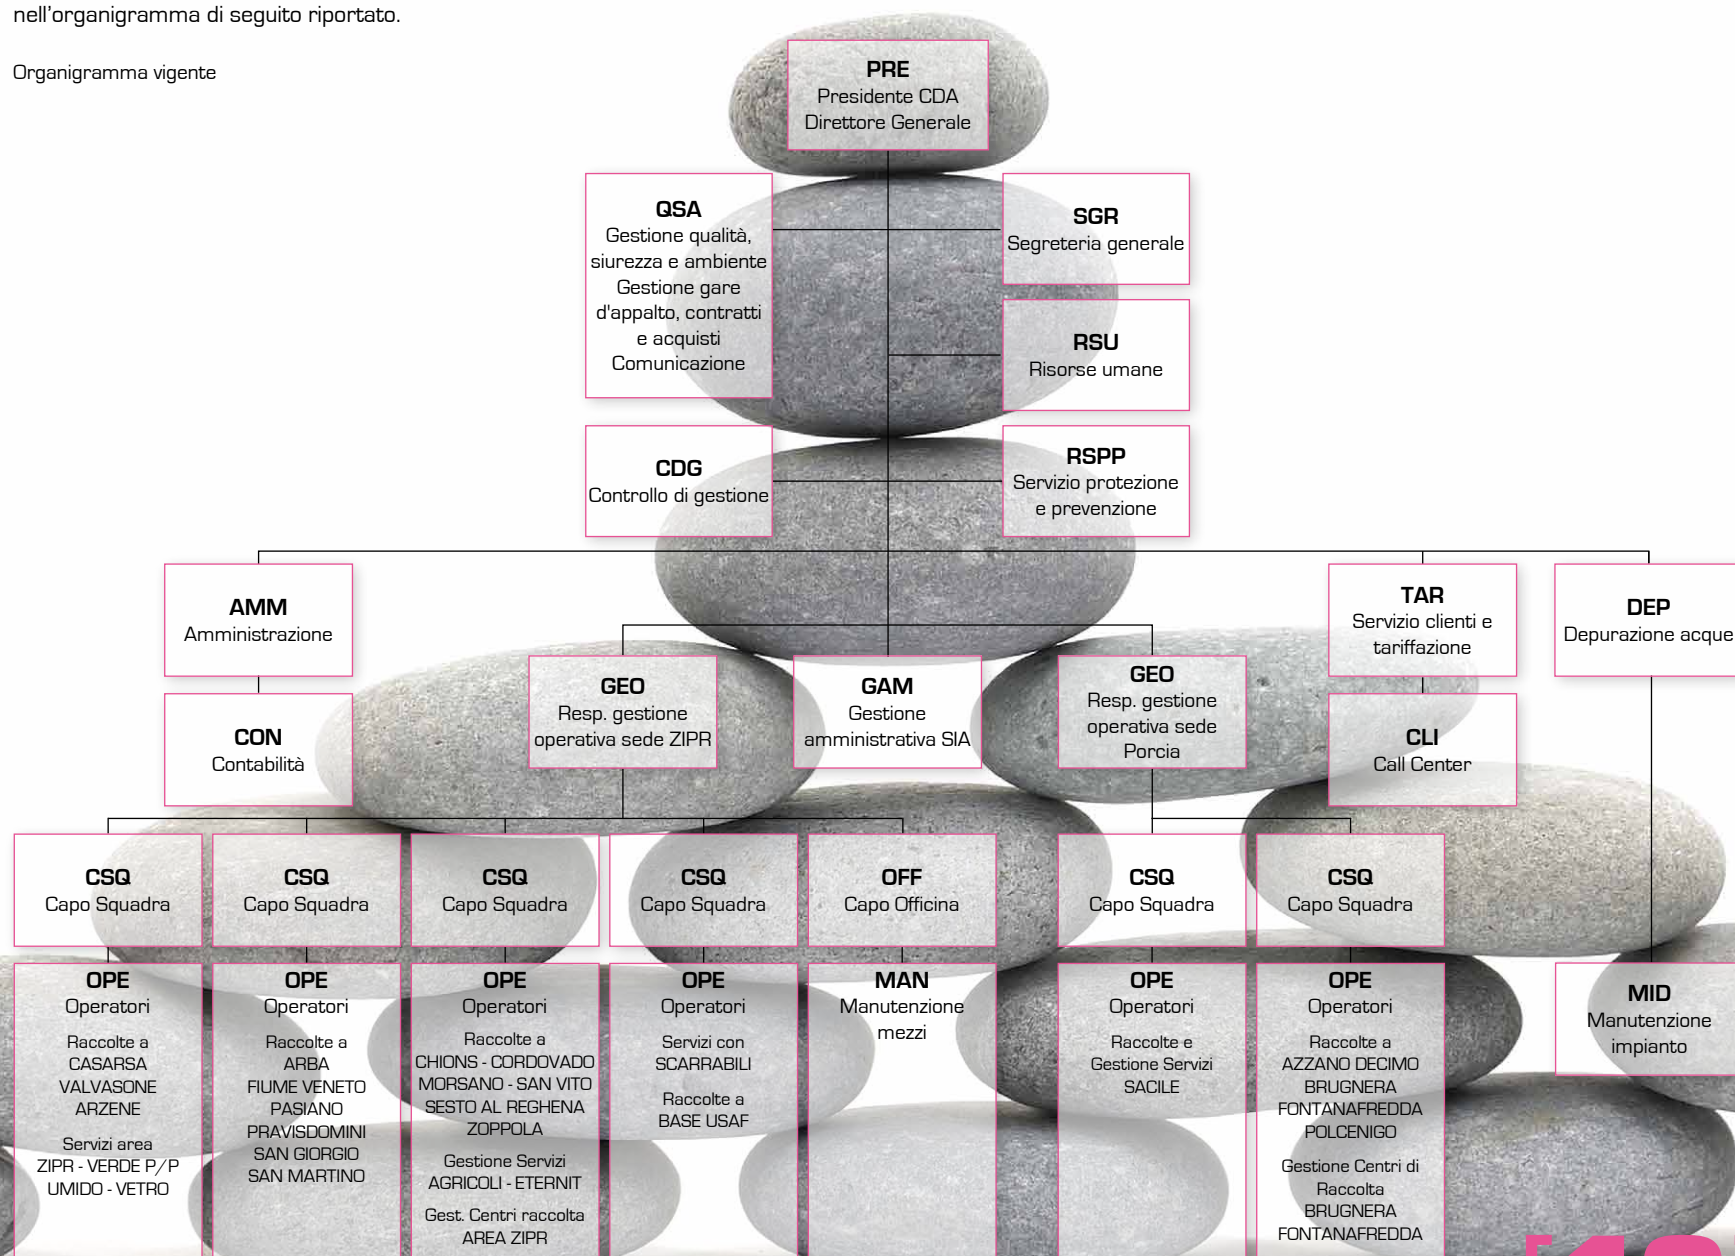 nell'organigramma di seguito riportato.
Organigramma vigente
PRE
Presidente CDA
Direttore Generale
QSA
Gestione qualità,
siurezza e ambiente
Gestione gare
d'appalto, contratti
e acquisti
Comunicazione
SGR
Segreteria generale
RSU
Risorse umane
CDG
Controllo di gestione
RSPP
Servizio protezione
e prevenzione
AMM
Amministrazione
TAR
Servizio clienti e
tariffazione
DEP
Depurazione acque
CON
Contabilità
GEO
Resp. gestione
operativa sede ZIPR
GAM
Gestione
amministrativa SIA
GEO
Resp. gestione
operativa sede
Porcia
CLI
Call Center
CSQ
Capo Squadra
CSQ
Capo Squadra
CSQ
Capo Squadra
CSQ
Capo Squadra
OFF
Capo Officina
CSQ
Capo Squadra
CSQ
Capo Squadra
OPE
Operatori
Raccolte a
CASARSA
VALVASONE
ARZENE
Servizi area
ZIPR - VERDE P/P
UMIDO - VETRO
OPE
Operatori
Raccolte a
ARBA
FIUME VENETO
PASIANO
PRAVISDOMINI
SAN GIORGIO
SAN MARTINO
OPE
Operatori
Raccolte a
CHIONS - CORDOVADO
MORSANO - SAN VITO
SESTO AL REGHENA
ZOPPOLA
Gestione Servizi
AGRICOLI - ETERNIT
Gest. Centri raccolta
AREA ZIPR
OPE
Operatori
Servizi con
SCARRABILI
Raccolte a
BASE USAF
MAN
Manutenzione
mezzi
OPE
Operatori
Raccolte e
Gestione Servizi
SACILE
OPE
Operatori
Raccolte a
AZZANO DECIMO
BRUGNERA
FONTANAFREDDA
POLCENIGO
Gestione Centri di
Raccolta
BRUGNERA
FONTANAFREDDA
MID
Manutenzione
impianto